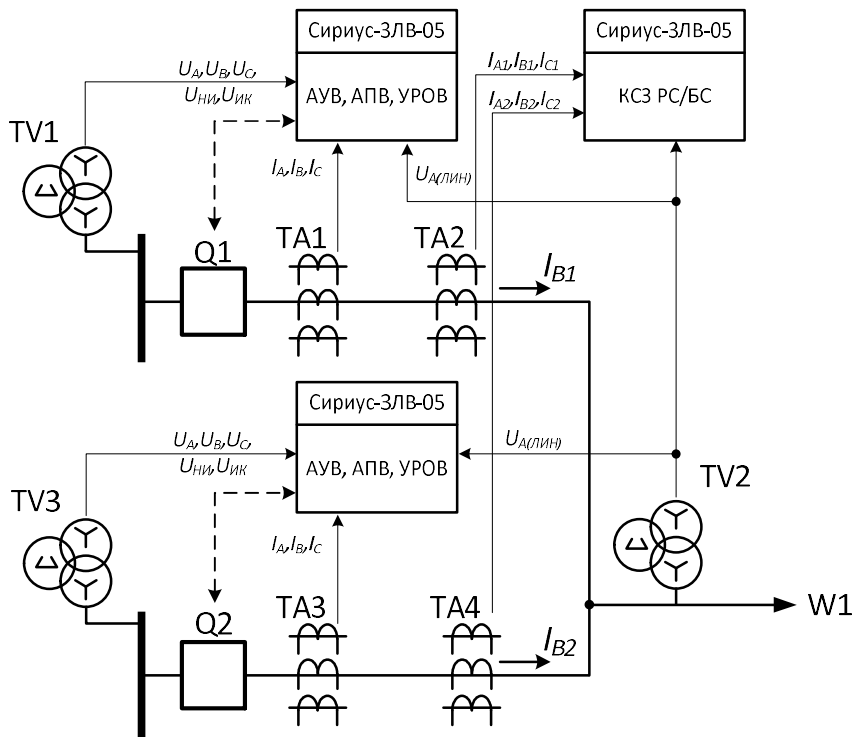 Сириус-3ЛВ-05
АУВ, АПВ, УРОВ
Сириус-3ЛВ-05
КСЗ РС/БС
UA,UB,UC,
UНИ,UИК
IA1,IB1,IC1
IA2,IB2,IC2
TV1
IA,IB,IC
UA(ЛИН)
Q1
TA1
TA2
IB1
Сириус-3ЛВ-05
АУВ, АПВ, УРОВ
UA,UB,UC,
UНИ,UИК
UA(ЛИН)
TV3
TV2
IA,IB,IC
Q2
TA3
TA4
IB2
W1